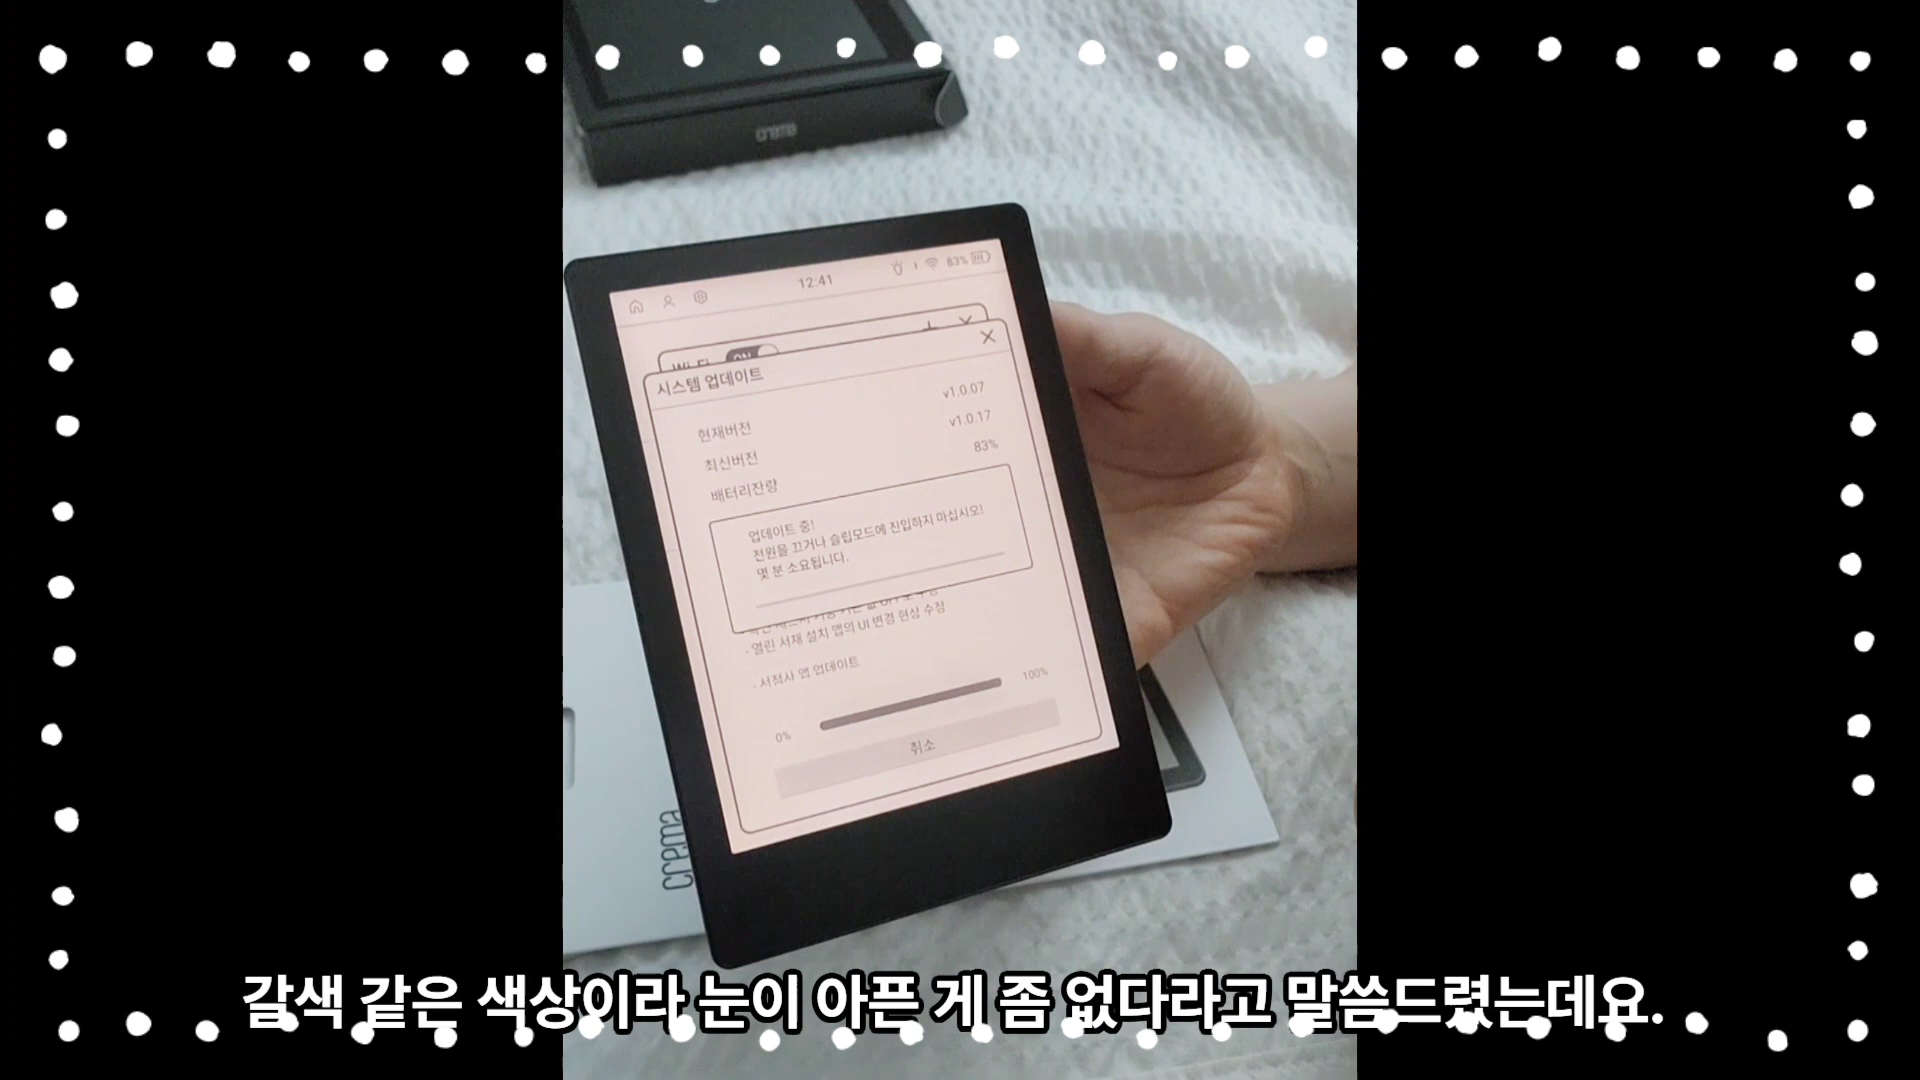 crema
12:41
83%
Wi-Fi ON
시스템 업데이트
현재버전 v1.0.07
최신버전 v1.0.17
배터리잔량 83%
업데이트 중!
전원을 끄거나 슬립모드에 진입하지 마십시오!
몇 분 소요됩니다.
- 열린 서재 설치 앱의 UI 변경 현상 수정
- 서점사 앱 업데이트
0% 100%
취소
crema
갈색 같은 색상이라 눈이 아픈 게 좀 없다라고 말씀드렸는데요.